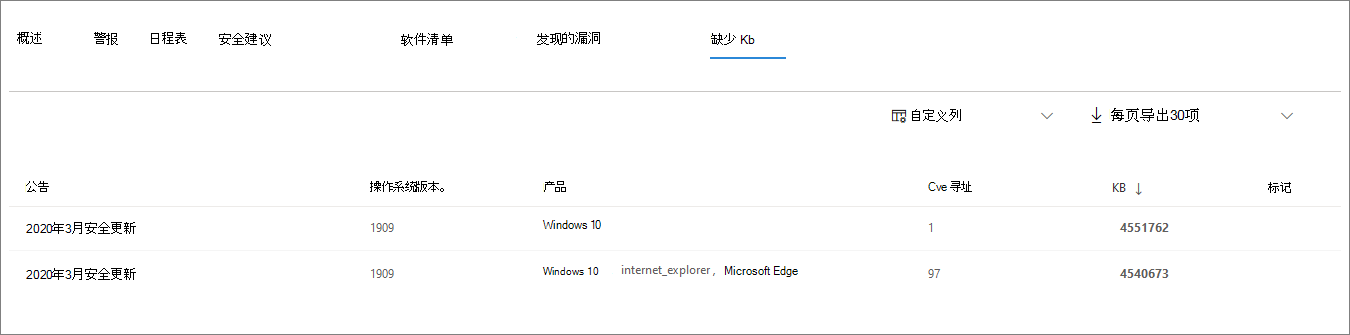 概述 警报 日程表 安全建议 软件清单 发现的漏洞 缺少 Kb
自定义列 每页导出30项
公告 操作系统版本。 产品 Cve 寻址 KB ↓ 标记
2020年3月安全更新 1909 Windows 10 1 4551762
2020年3月安全更新 1909 Windows 10 internet_explorer, Microsoft Edge 97 4540673